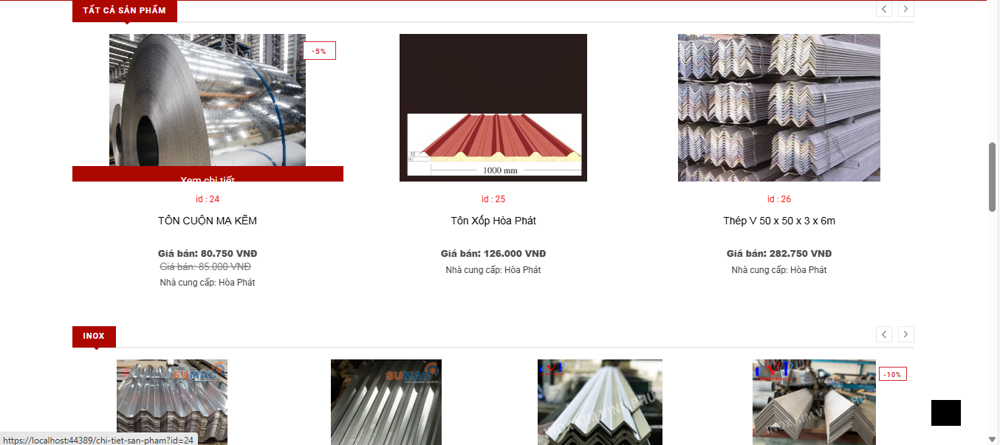 TẤT CẢ SẢN PHẨM
-5%
1000 mm
Xem chi tiết
id : 24
id : 25
id : 26
TÔN CUỘN MẠ KẼM
Tôn Xốp Hòa Phát
Thép V 50 x 50 x 3 x 6m
Giá bán: 80.750 VNĐ
Giá bán: 85.000 VNĐ
Nhà cung cấp: Hòa Phát
Giá bán: 126.000 VNĐ
Nhà cung cấp: Hòa Phát
Giá bán: 282.750 VNĐ
Nhà cung cấp: Hòa Phát
INOX
SUMAC
SUMAC
-10%
https://localhost:44389/chi-tiet-san-pham?id=24